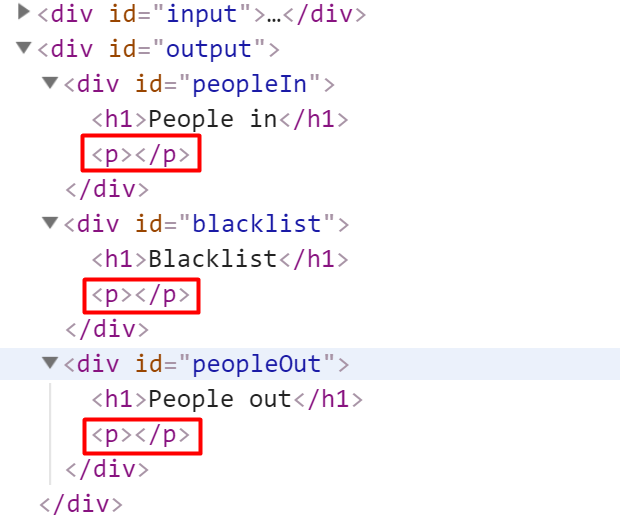 <div id="input">…</div>
<div id="output">
<div id="peopleIn">
<h1>People in</h1>
<p></p>
</div>
<div id="blacklist">
<h1>Blacklist</h1>
<p></p>
</div>
<div id="peopleOut">
<h1>People out</h1>
<p></p>
</div>
</div>